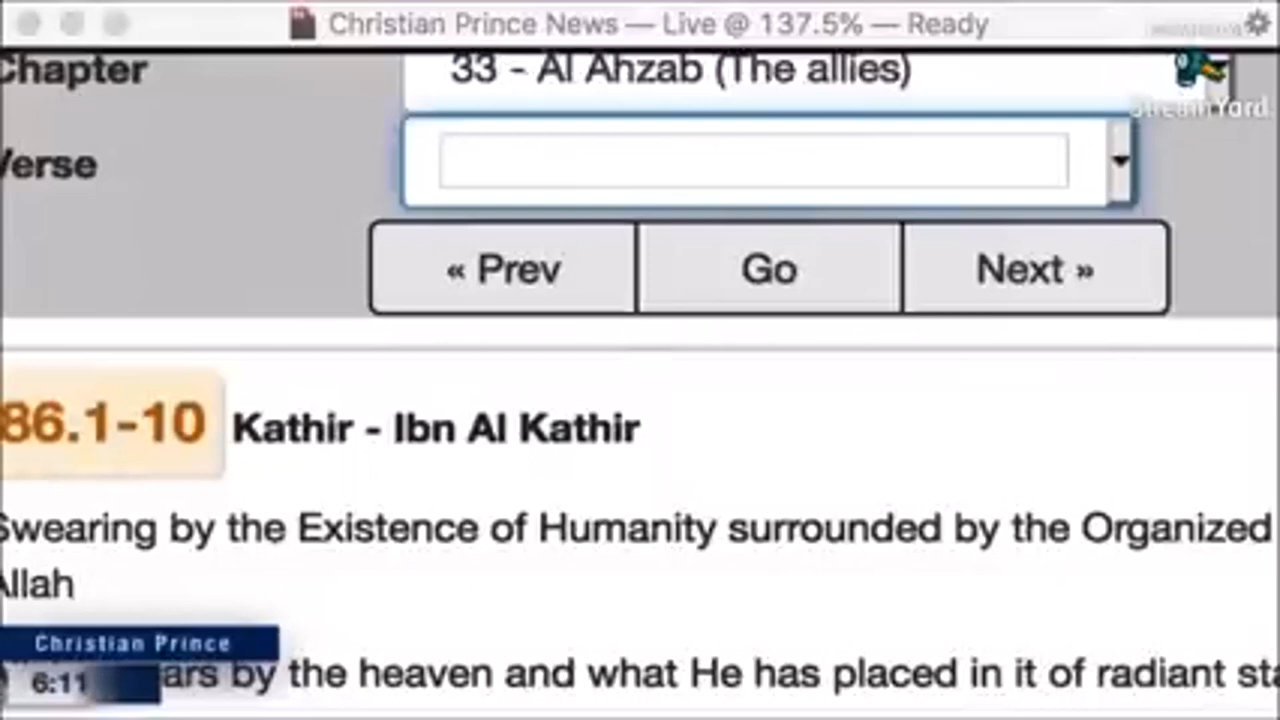 Christian Prince News — Live @ 137.5% — Ready
Chapter
33 - Al Ahzab (The allies)
StreamYard
Verse
« Prev
Go
Next »
86.1-10
Kathir - Ibn Al Kathir
Swearing by the Existence of Humanity surrounded by the Organized
Allah
Christian Prince
ars by the heaven and what He has placed in it of radiant sta
6:11